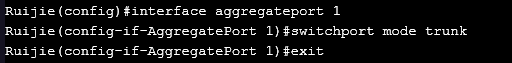 Ruijie(config)#interface aggregateport 1
Ruijie(config-if-AggregatePort 1)#switchport mode trunk
Ruijie(config-if-AggregatePort 1)#exit